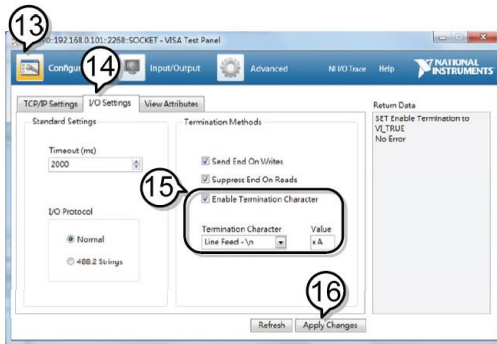 13
0::192.168.0.101::2268::SOCKET - VISA Test Panel
14
Input/Output
Advanced
NI I/O Trace
Help
NATIONAL
INSTRUMENTS
TCP/IP Settings
I/O Settings
View Attributes
Return Data
Standard Settings
Termination Methods
SET Enable Termination to
VI_TRUE
No Error
Timeout (ms)
2000
Send End On Writes
Suppress End On Reads
15
Enable Termination Character
I/O Protocol
Termination Character
Value
Line Feed - \n
xA
Normal
488.2 Strings
16
Refresh
Apply Changes